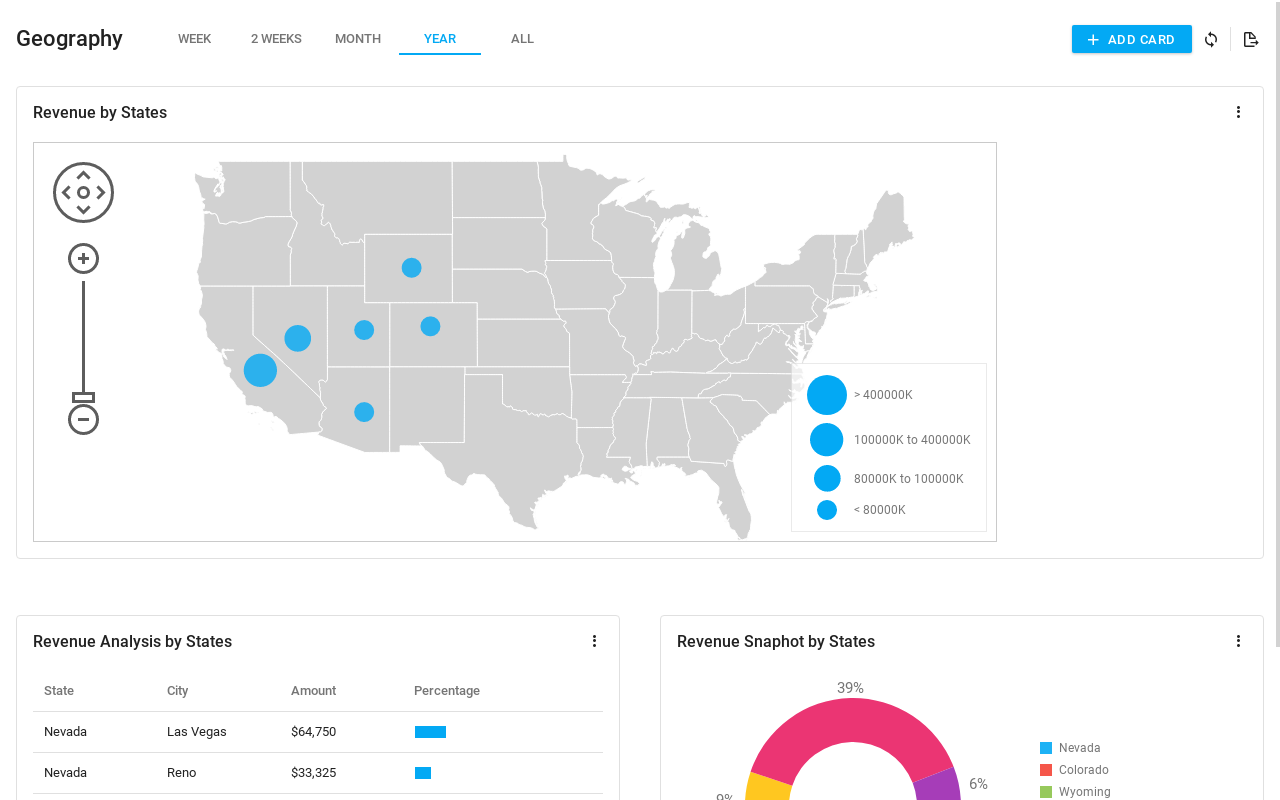 Geography
WEEK
2 WEEKS
MONTH
YEAR
ALL
ADD CARD
Revenue by States
> 400000K
100000K to 400000K
80000K to 100000K
< 80000K
Revenue Analysis by States
State City Amount Percentage
Nevada Las Vegas $64,750
Nevada Reno $33,325
Revenue Snaphot by States
39%
6%
9%
Nevada
Colorado
Wyoming